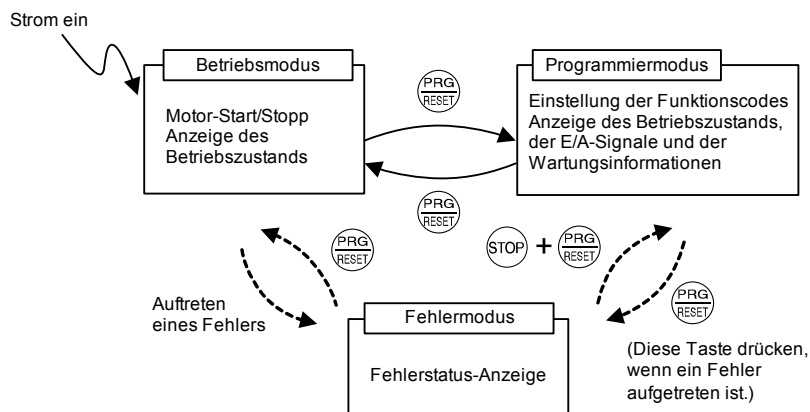 Strom ein
Betriebsmodus
Motor-Start/Stopp
Anzeige des
Betriebszustands
PRG
RESET
PRG
RESET
Programmiermodus
Einstellung der Funktionscodes
Anzeige des Betriebszustands,
der E/A-Signale und der
Wartungsinformationen
Auftreten
eines Fehlers
PRG
RESET
STOP + PRG
RESET
PRG
RESET
(Diese Taste drücken,
wenn ein Fehler
aufgetreten ist.)
Fehlermodus
Fehlerstatus-Anzeige